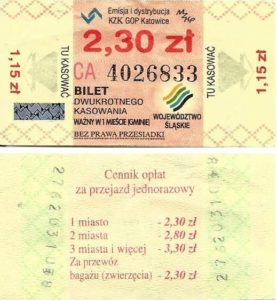 Emisja i dystrybucja
KZK GOP Katowice
1,15 zł
TU KASOWAĆ
2,30 zł
CA 4026833
BILET
DWUKROTNEGO
KASOWANIA
WAŻNY W 1 MIEŚCIE (GMINIE)
BEZ PRAWA PRZESIADKI
WOJEWÓDZTWO
ŚLĄSKIE
TU KASOWAĆ
1,15 zł
Cennik opłat
za przejazd jednorazowy
1 miasto - 2,30 zł
2 miasta - 2,80 zł
3 miasta i więcej - 3,30 zł
Za przewóz
bagażu (zwierzęcia) - 2,30 zł